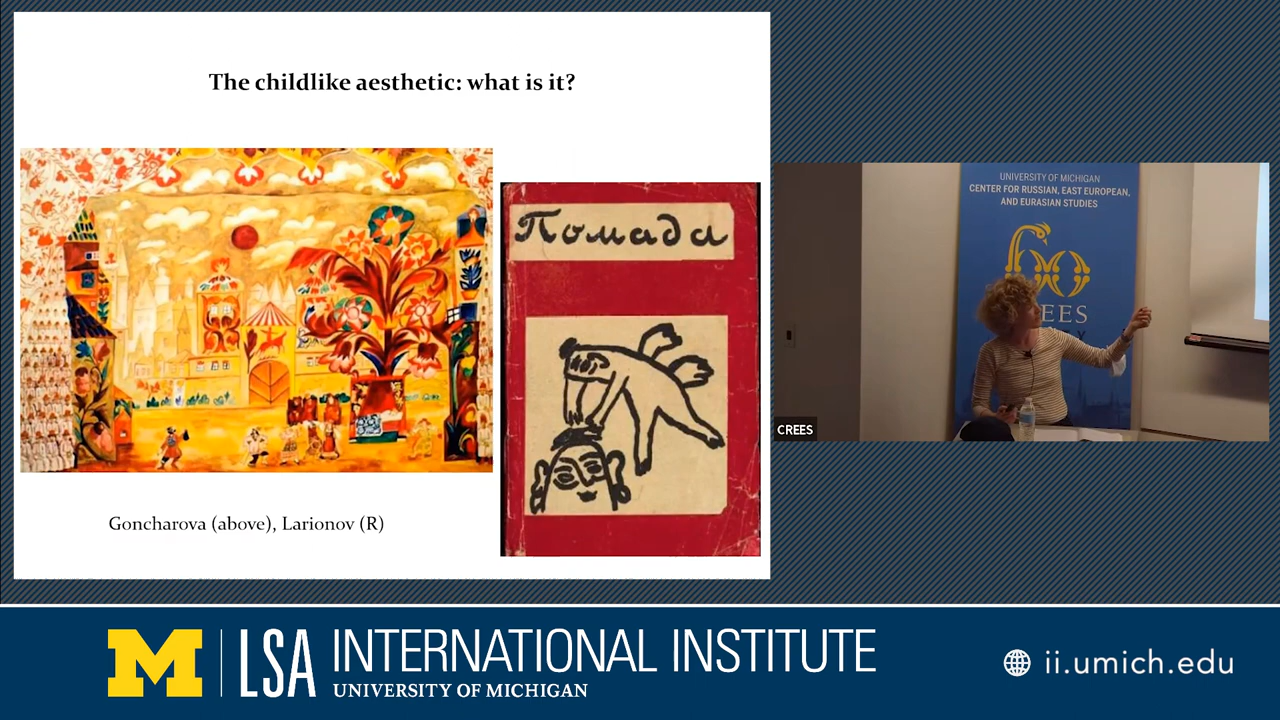 The childlike aesthetic: what is it?
Помада
Goncharova (above), Larionov (R)
UNIVERSITY OF MICHIGAN
CENTER FOR RUSSIAN, EAST EUROPEAN,
AND EURASIAN STUDIES
60
CREES
M LSA INTERNATIONAL INSTITUTE
UNIVERSITY OF MICHIGAN
ii.umich.edu